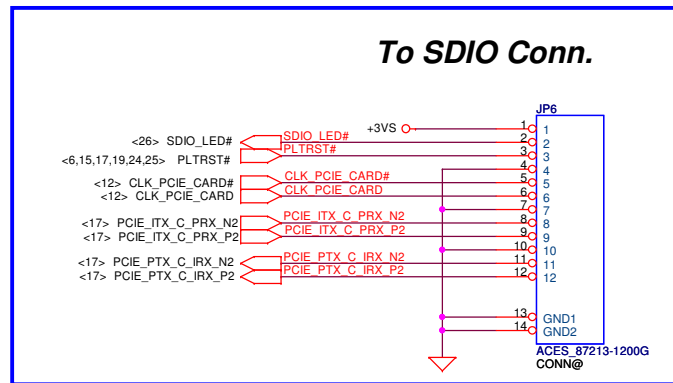 To SDIO Conn.
JP6
+3VS 1 1
<26> SDIO_LED# SDIO_LED# 2 2
<6,15,17,19,24,25> PLTRST# PLTRST# 3 3
4 4
<12> CLK_PCIE_CARD# CLK_PCIE_CARD# 5 5
<12> CLK_PCIE_CARD CLK_PCIE_CARD 6 6
7 7
<17> PCIE_ITX_C_PRX_N2 PCIE_ITX_C_PRX_N2 8 8
<17> PCIE_ITX_C_PRX_P2 PCIE_ITX_C_PRX_P2 9 9
10 10
<17> PCIE_PTX_C_IRX_N2 PCIE_PTX_C_IRX_N2 11 11
<17> PCIE_PTX_C_IRX_P2 PCIE_PTX_C_IRX_P2 12 12
13 GND1
14 GND2
ACES_87213-1200G
CONN@